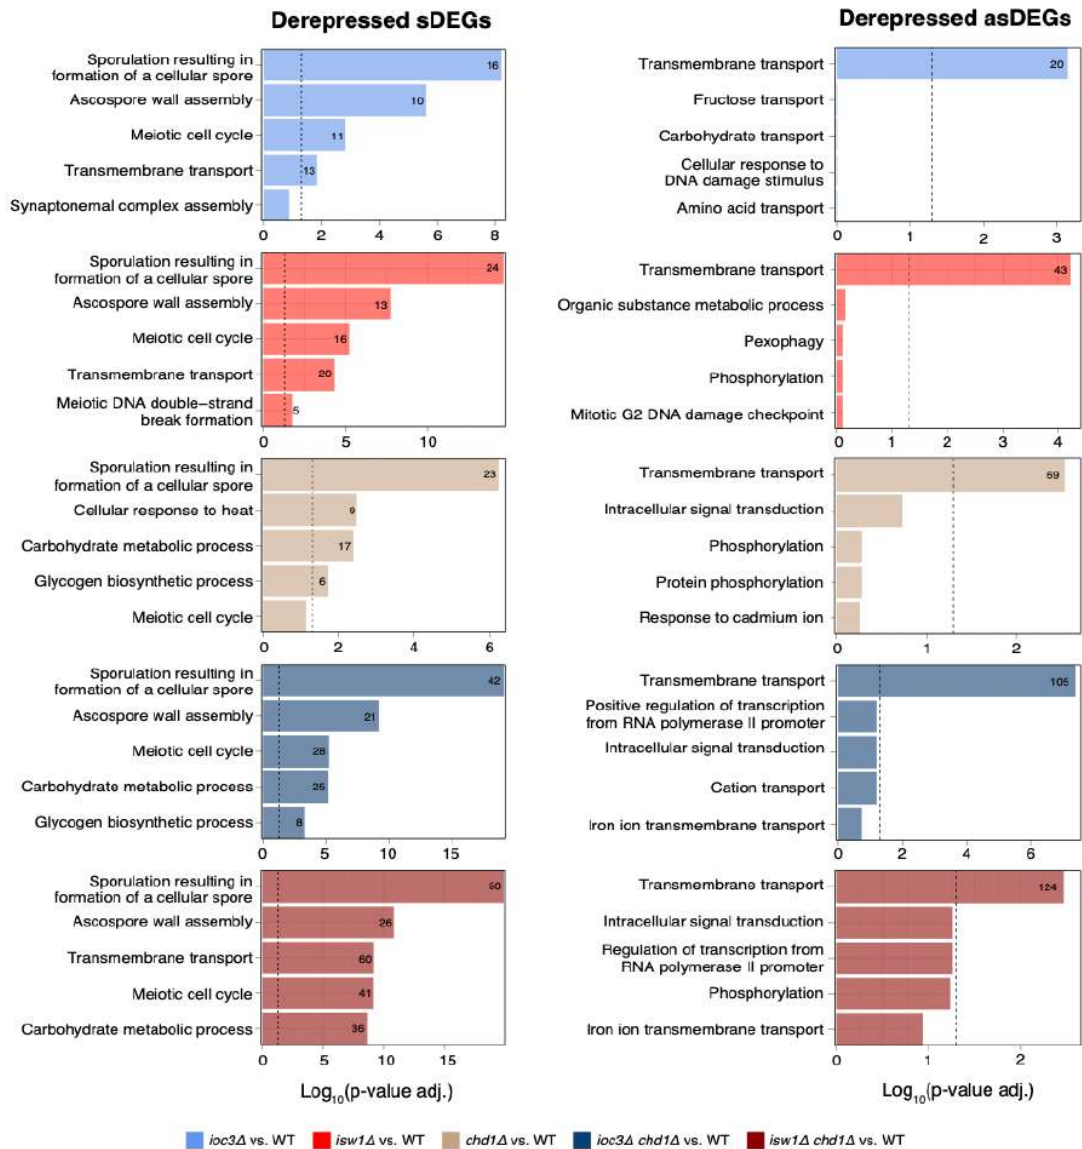 Derepressed sDEGs
Sporulation resulting in
formation of a cellular spore
16
Ascospore wall assembly
10
Meiotic cell cycle
11
Transmembrane transport
13
Synaptonemal complex assembly
0 2 4 6 8
Sporulation resulting in
formation of a cellular spore
24
Ascospore wall assembly
13
Meiotic cell cycle
16
Transmembrane transport
20
Meiotic DNA double-strand
break formation
5
0 5 10
Sporulation resulting in
formation of a cellular spore
23
Cellular response to heat
9
Carbohydrate metabolic process
17
Glycogen biosynthetic process
6
Meiotic cell cycle
0 2 4 6
Sporulation resulting in
formation of a cellular spore
42
Ascospore wall assembly
21
Meiotic cell cycle
28
Carbohydrate metabolic process
Glycogen biosynthetic process
8
0 5 10 15
Sporulation resulting in
formation of a cellular spore
Ascospore wall assembly
26
Transmembrane transport
60
Meiotic cell cycle
41
Carbohydrate metabolic process
36
0 5 10 15
Log10(p-value adj.)
Derepressed asDEGs
Transmembrane transport
20
Fructose transport
Carbohydrate transport
Cellular response to
DNA damage stimulus
Amino acid transport
0 1 2 3
Transmembrane transport
43
Organic substance metabolic process
Pexophagy
Phosphorylation
Mitotic G2 DNA damage checkpoint
0 1 2 3 4
Transmembrane transport
Intracellular signal transduction
Phosphorylation
Protein phosphorylation
Response to cadmium ion
0 1 2
Transmembrane transport
Positive regulation of transcription
from RNA polymerase II promoter
Intracellular signal transduction
Cation transport
Iron ion transmembrane transport
0 2 4 6
Transmembrane transport
124
Intracellular signal transduction
Regulation of transcription from
RNA polymerase II promoter
Phosphorylation
Iron ion transmembrane transport
0 1 2
Log10(p-value adj.)
ioc3Δ vs. WT
isw1Δ vs. WT
chd1Δ vs. WT
ioc3Δ chd1Δ vs. WT
isw1Δ chd1Δ vs. WT